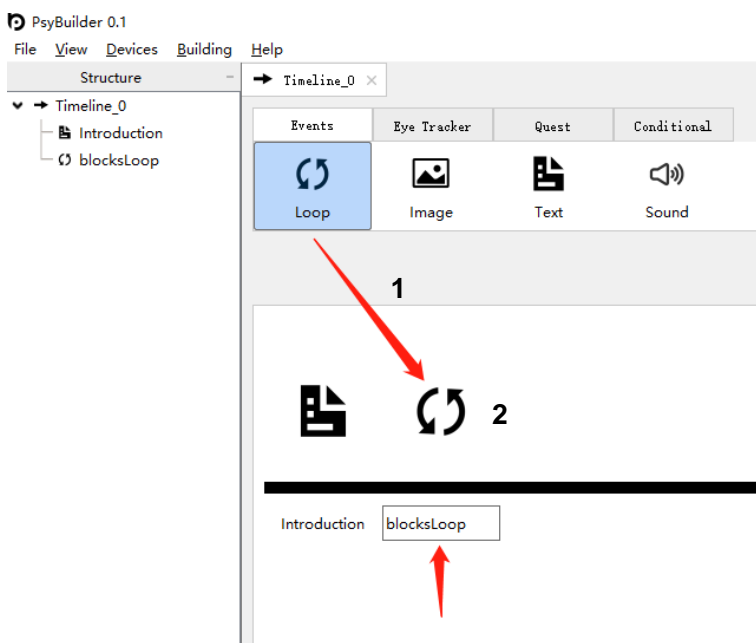 PsyBuilder 0.1
File View Devices Building Help
Structure
Timeline_0
Timeline_0
Introduction
blocksLoop
Events Eye Tracker Quest Conditional
Loop Image Text Sound
1
2
Introduction blocksLoop